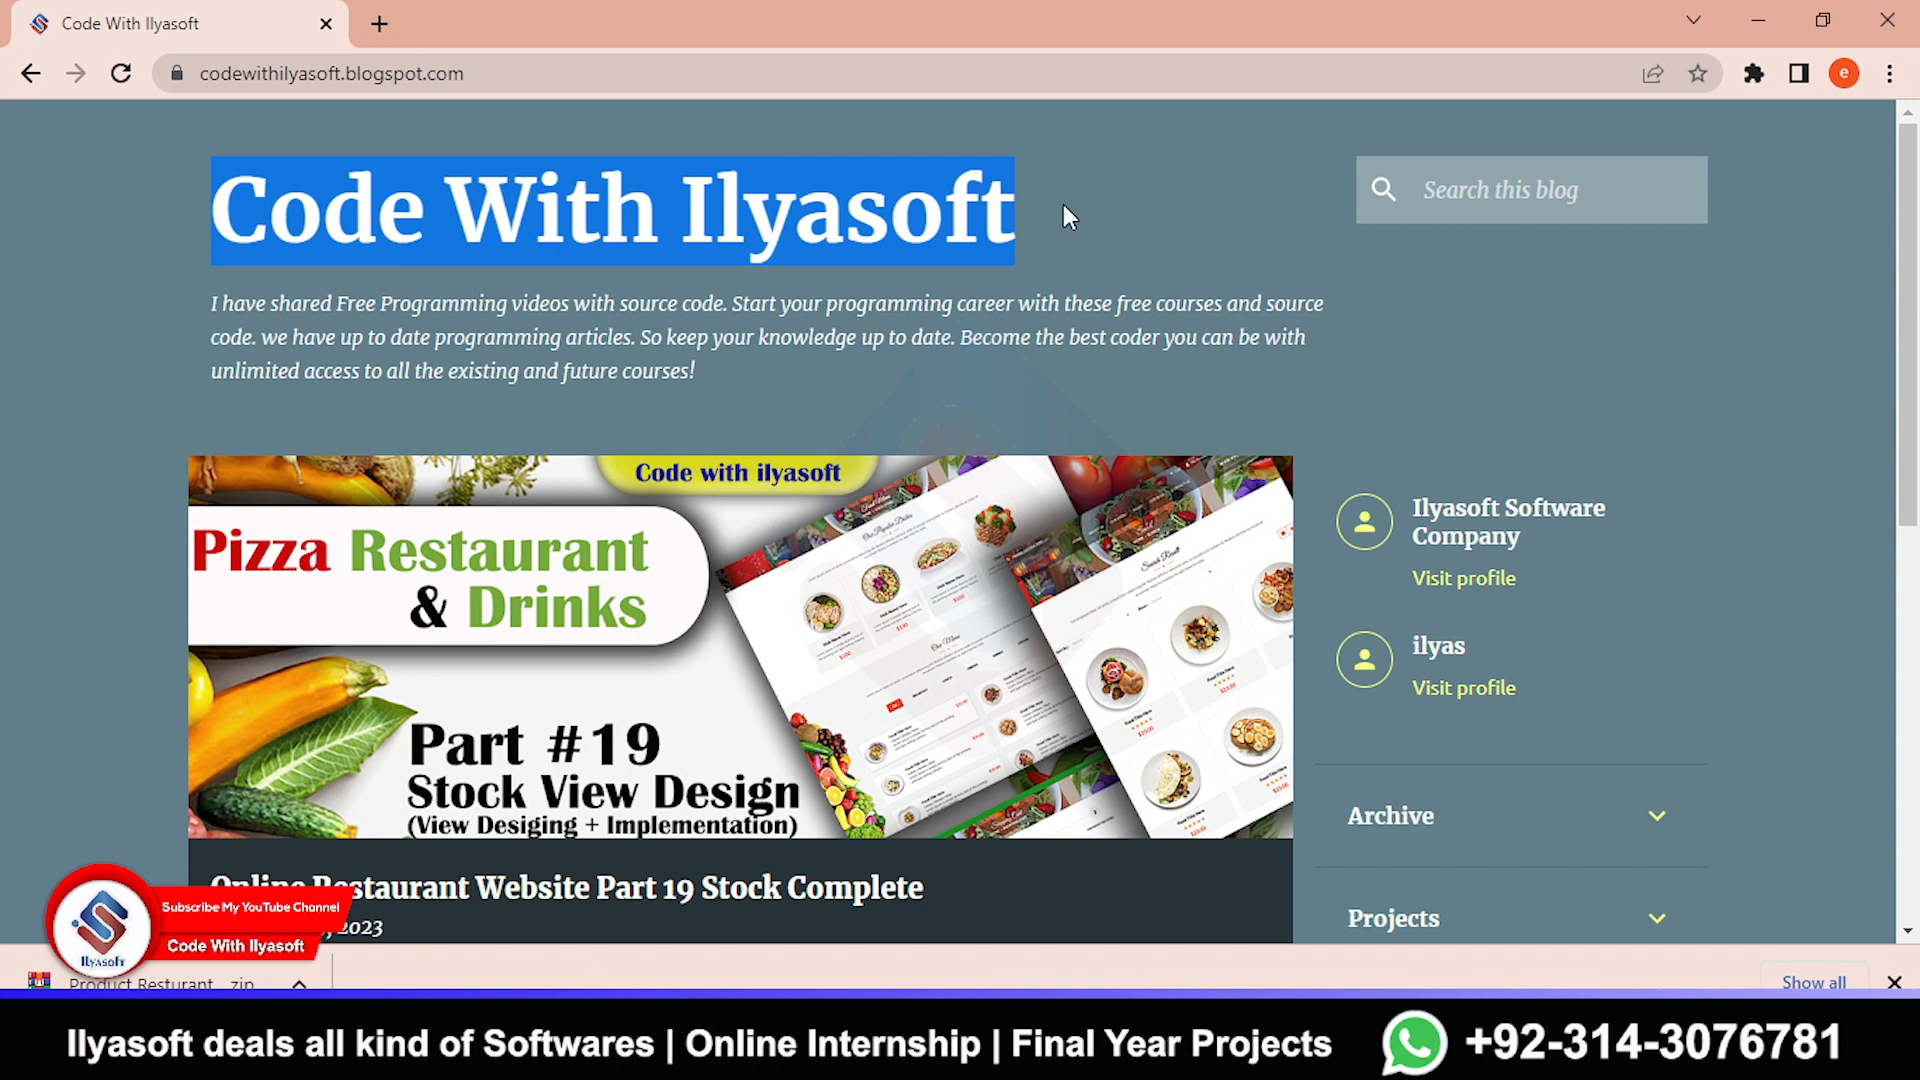 Code With Ilyasoft
codewithilyasoft.blogspot.com
e
Code With Ilyasoft
Search this blog
I have shared Free Programming videos with source code. Start your programming career with these free courses and source
code. we have up to date programming articles. So keep your knowledge up to date. Become the best coder you can be with
unlimited access to all the existing and future courses!
Code with ilyasoft
Pizza Restaurant
& Drinks
Part #19
Stock View Design
(View Desiging + Implementation)
Ilyasoft Software
Company
Visit profile
ilyas
Visit profile
Archive
Projects
Online Restaurant Website Part 19 Stock Complete
, 2023
Subscribe My YouTube Channel
Code With Ilyasoft
Ilyasoft
Product Resturant_.zip
Show all
Ilyasoft deals all kind of Softwares | Online Internship | Final Year Projects
+92-314-3076781